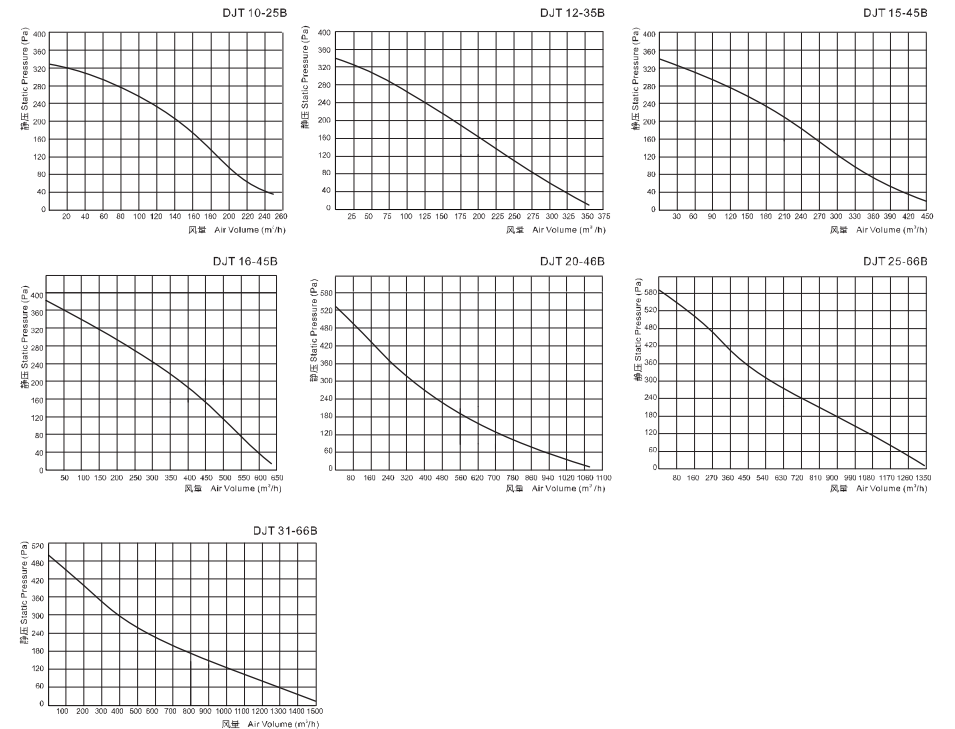 DJT 10-25B
静压 Static Pressure (Pa)
400
360
320
280
240
200
160
120
80
40
0
20 40 60 80 100 120 140 160 180 200 220 240 250 260
风量 Air Volume (m³/h)
DJT 12-35B
静压 Static Pressure (Pa)
400
360
320
280
240
200
160
120
80
40
0
25 50 75 100 125 150 175 200 225 250 275 300 325 355 375
风量 Air Volume (m³/h)
DJT 15-45B
静压 Static Pressure (Pa)
400
360
320
280
240
200
160
120
80
40
0
30 60 90 120 150 180 210 240 270 300 330 360 390 420 450
风量 Air Volume (m³/h)
DJT 16-45B
静压 Static Pressure (Pa)
400
360
320
280
240
200
160
120
80
40
0
50 100 150 200 250 300 350 400 450 500 550 600 650
风量 Air Volume (m³/h)
DJT 20-46B
静压 Static Pressure (Pa)
580
520
480
420
360
300
240
180
120
60
0
80 160 240 340 400 480 560 620 700 780 860 940 1020 1080 1100
风量 Air Volume (m³/h)
DJT 25-66B
静压 Static Pressure (Pa)
580
520
480
420
360
300
240
180
120
60
0
80 160 270 360 450 540 630 720 810 900 990 1080 1170 1260 1350
风量 Air Volume (m³/h)
DJT 31-66B
静压 Static Pressure (Pa)
520
480
420
360
300
240
180
120
60
0
100 200 300 400 500 600 700 800 900 1000 1100 1200 1300 1400 1500
风量 Air Volume (m³/h)